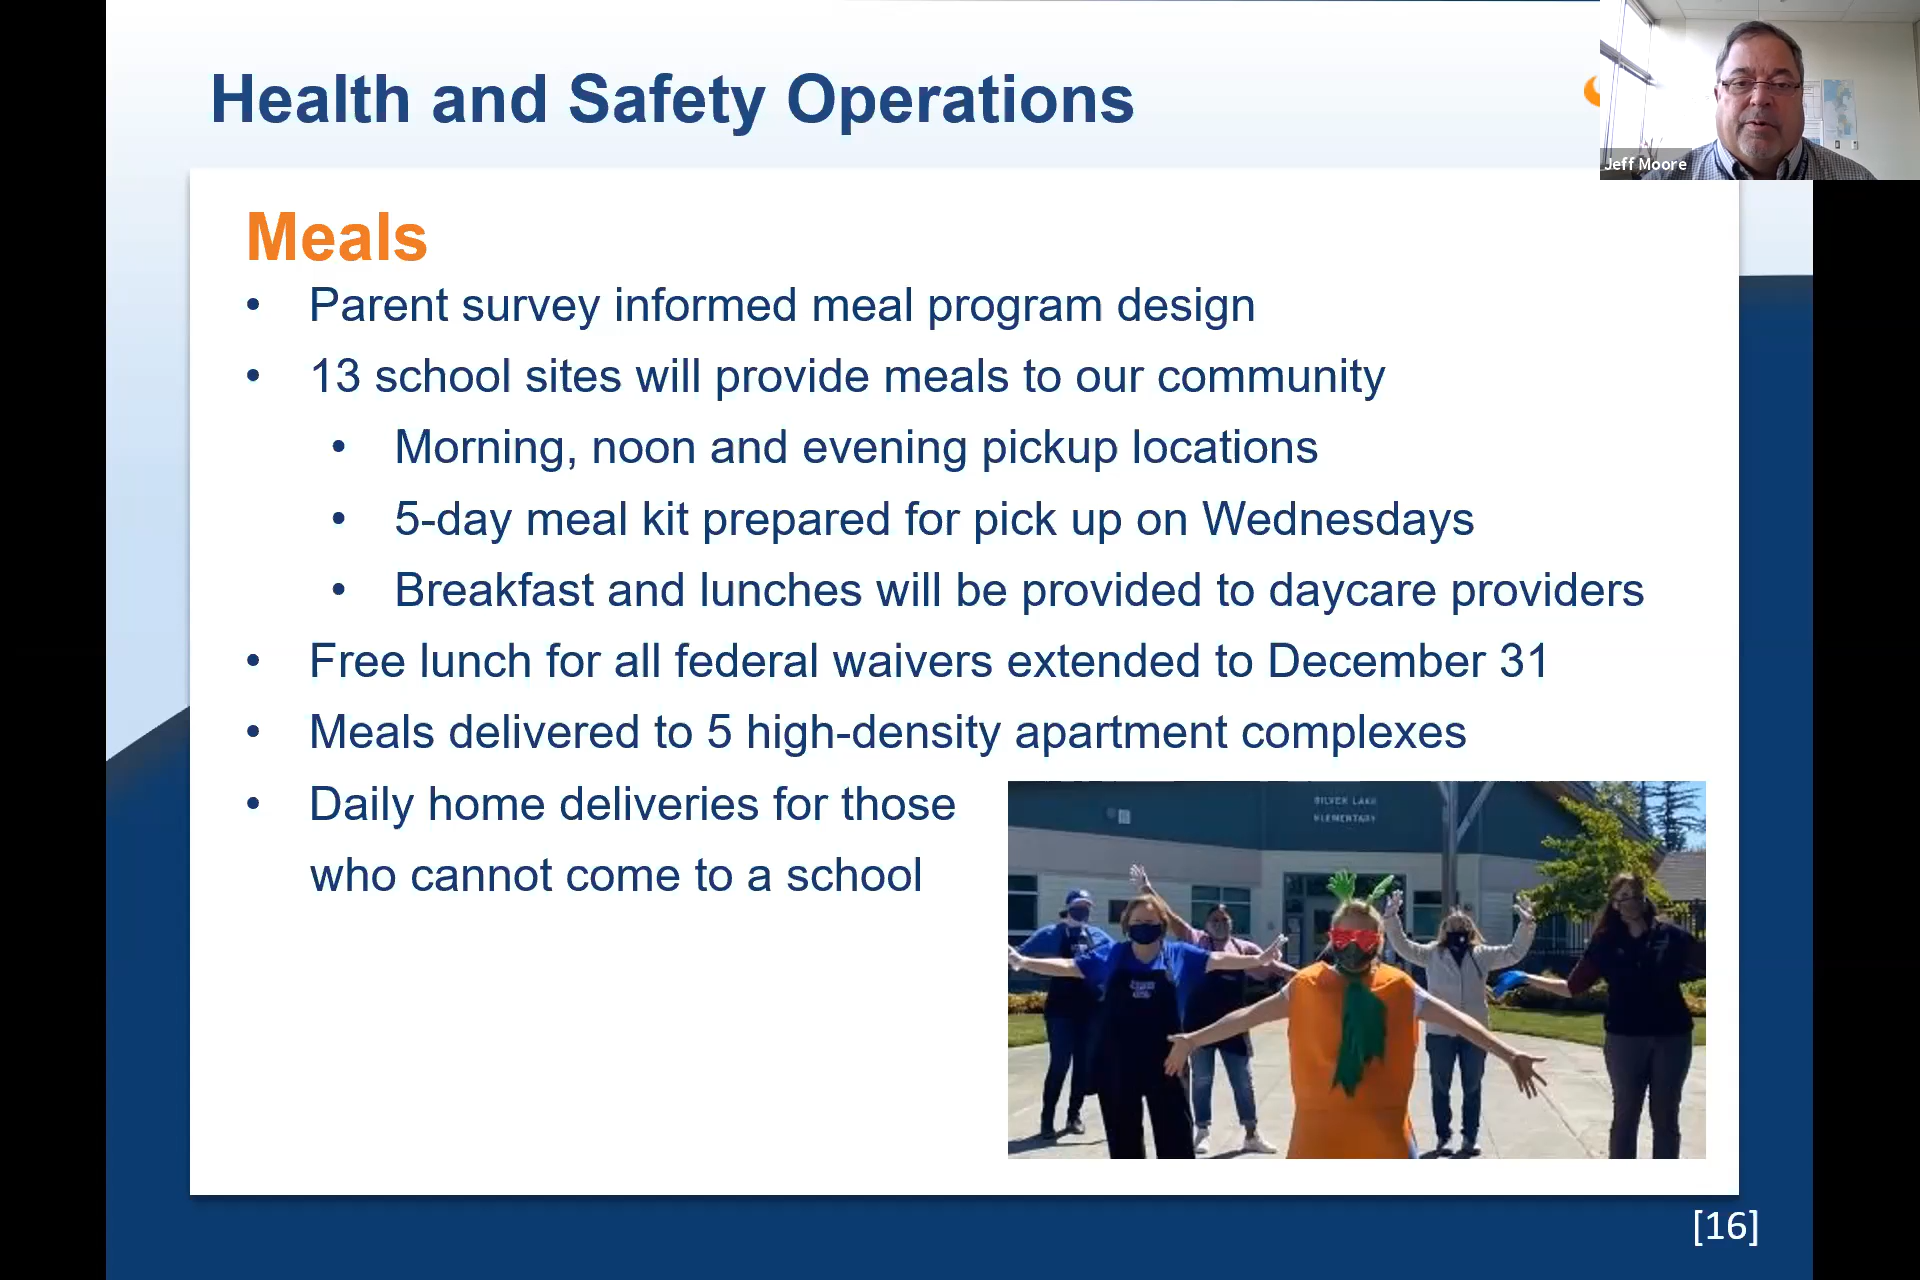 Health and Safety Operations
Jeff Moore
Meals
• Parent survey informed meal program design
• 13 school sites will provide meals to our community
• Morning, noon and evening pickup locations
• 5-day meal kit prepared for pick up on Wednesdays
• Breakfast and lunches will be provided to daycare providers
• Free lunch for all federal waivers extended to December 31
• Meals delivered to 5 high-density apartment complexes
• Daily home deliveries for those
who cannot come to a school
SILVER LAKE
ELEMENTARY
[16]